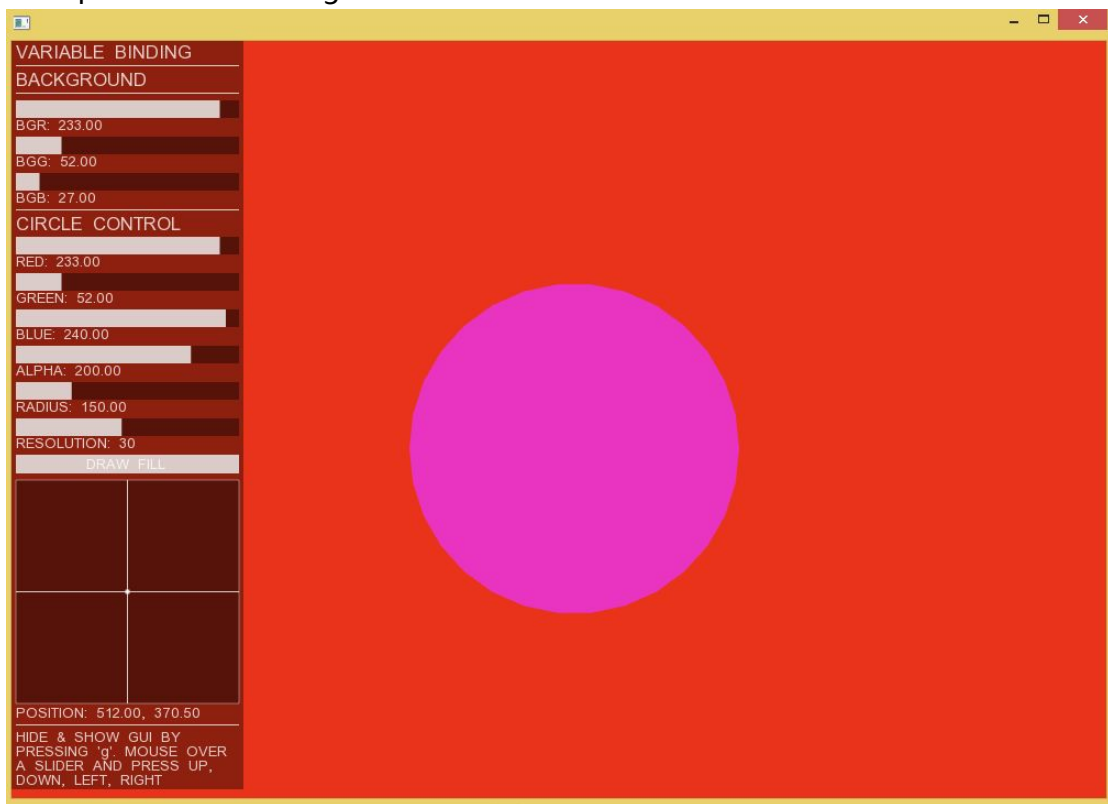 VARIABLE BINDING
BACKGROUND
BGR: 233.00
BGG: 52.00
BGB: 27.00
CIRCLE CONTROL
RED: 233.00
GREEN: 52.00
BLUE: 240.00
ALPHA: 200.00
RADIUS: 150.00
RESOLUTION: 30
DRAW FILL
POSITION: 512.00, 370.50
HIDE & SHOW GUI BY
PRESSING 'g'. MOUSE OVER
A SLIDER AND PRESS UP,
DOWN, LEFT, RIGHT